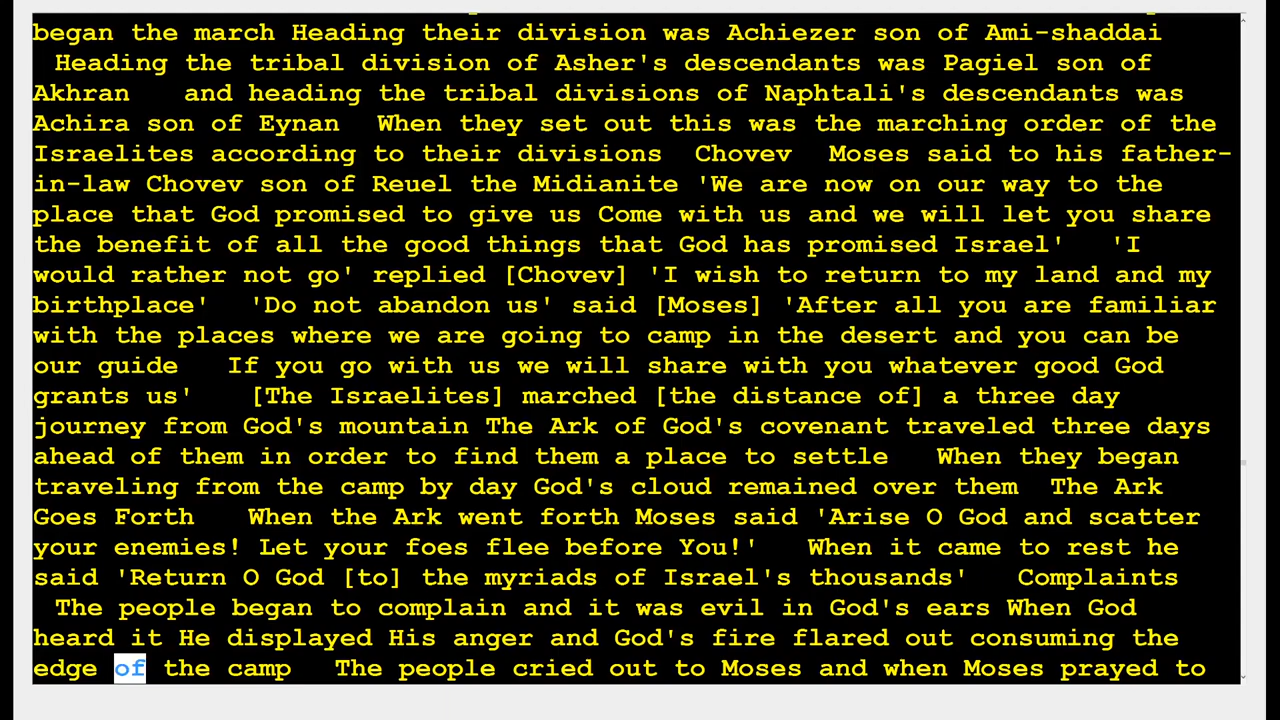 began the march Heading their division was Achiezer son of Ami-shaddai
Heading the tribal division of Asher's descendants was Pagiel son of
Akhran and heading the tribal divisions of Naphtali's descendants was
Achira son of Eynan When they set out this was the marching order of the
Israelites according to their divisions Chovev Moses said to his father-
in-law Chovev son of Reuel the Midianite 'We are now on our way to the
place that God promised to give us Come with us and we will let you share
the benefit of all the good things that God has promised Israel' 'I
would rather not go' replied [Chovev] 'I wish to return to my land and my
birthplace' 'Do not abandon us' said [Moses] 'After all you are familiar
with the places where we are going to camp in the desert and you can be
our guide If you go with us we will share with you whatever good God
grants us' [The Israelites] marched [the distance of] a three day
journey from God's mountain The Ark of God's covenant traveled three days
ahead of them in order to find them a place to settle When they began
traveling from the camp by day God's cloud remained over them The Ark
Goes Forth When the Ark went forth Moses said 'Arise O God and scatter
your enemies! Let your foes flee before You!' When it came to rest he
said 'Return O God [to] the myriads of Israel's thousands' Complaints
The people began to complain and it was evil in God's ears When God
heard it He displayed His anger and God's fire flared out consuming the
edge of the camp The people cried out to Moses and when Moses prayed to